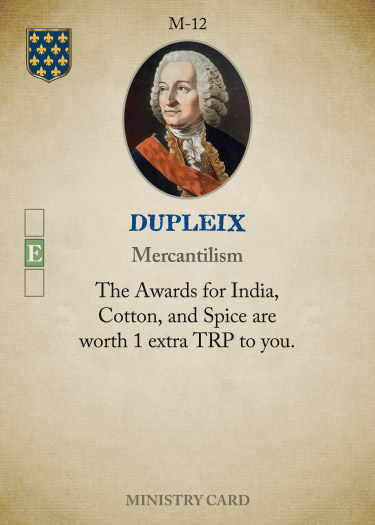 M-12
DUPLEIX
E
Mercantilism
The Awards for India,
Cotton, and Spice are
worth 1 extra TRP to you.
MINISTRY CARD